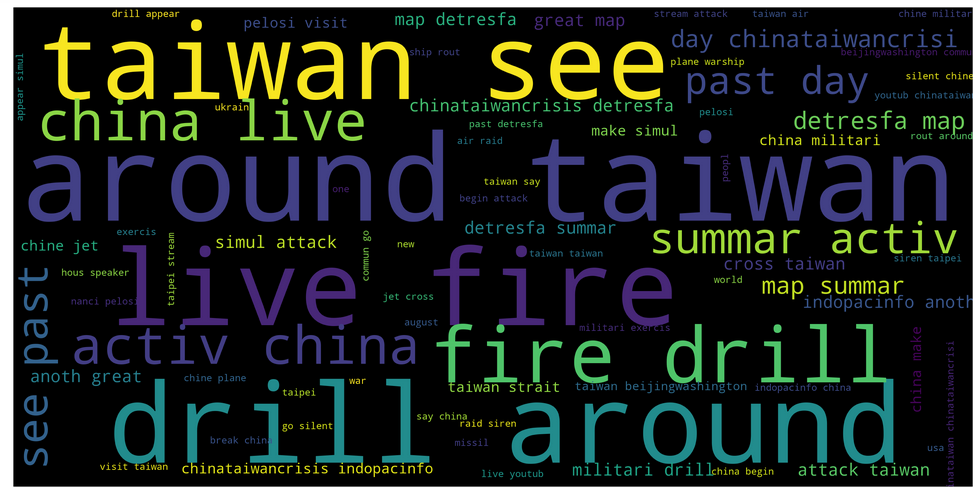 drill appear
pelosi visit
map detresfa
great map
stream attack
taiwan air
chine militar
taiwan see
day chinataiwancrisi
ship rout
beijingwashington commu
plane warship
past day
silent chine
appear simul
ukrain
chinataiwancrisis detresfa
youtub chinataiwan
china live
pelosi
past detresfa
make simul
detresfa map
rout around
air raid
china militari
around taiwan
peopl
taiwan say
one
begin attack
exercis
detresfa summar
summar activ
chine jet
simul attack
commun go
new
taipei stream
taiwan taiwan
siren taipei
cross taiwan
hous speaker
live fire
world
map summar
nanci pelosi
jet cross
indopacinfo anoth
see past
august
militari exercis
activ china
fire drill
china make
anoth great
chine plane
war
taiwan strait
taiwan beijingwashington
indopacinfo china
taipei
drill around
say china
go silent
raid siren
break china
missil
usa
visit taiwan
chinataiwancrisis indopacinfo
live youtub
militari drill
china begin
attack taiwan
inataiwan chinataiwancrisi